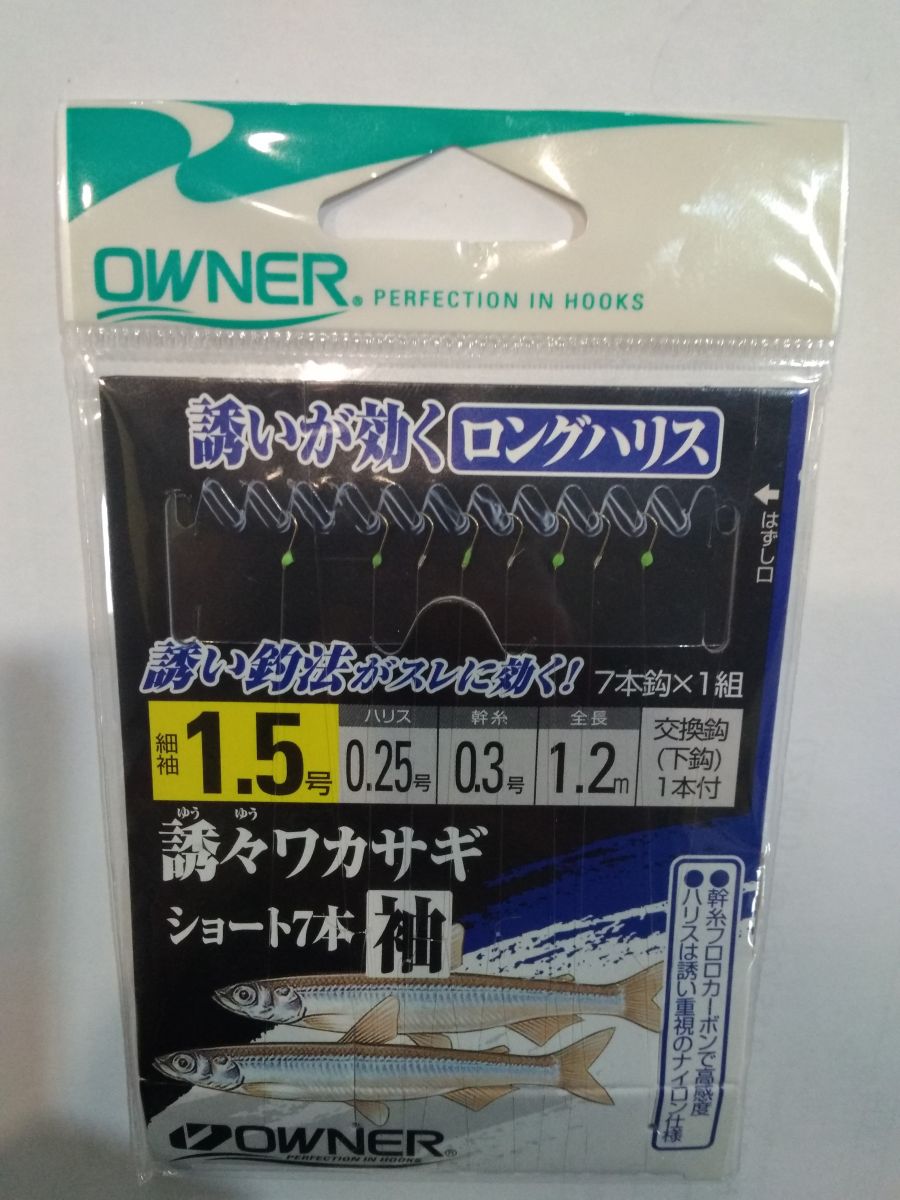 OWNER® PERFECTION IN HOOKS
誘いが効くロングハリス
はずし口
誘い釣法がスレに効く! 7本鈎×1組
細袖 1.5号
ハリス 0.25号
幹糸 0.3号
全長 1.2m
交換鈎
(下鈎)
1本付
ゆう ゆう
誘々ワカサギ
ショート7本 袖
●幹糸フロロカーボンで高感度
●ハリスは誘い重視のナイロン仕様
OWNER®
PERFECTION IN HOOKS